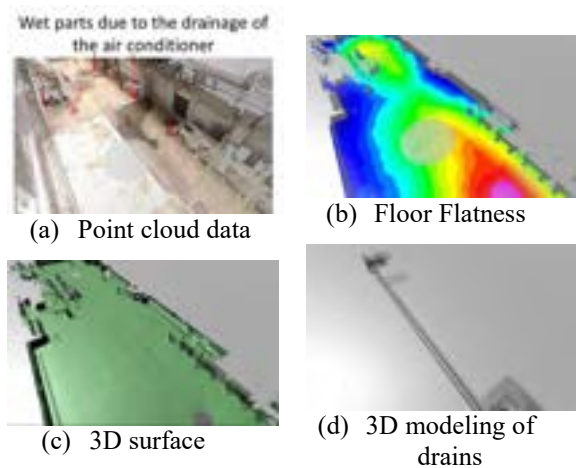 Wet parts due to the drainage of
the air conditioner
(a) Point cloud data
(b) Floor Flatness
(c) 3D surface
(d) 3D modeling of
drains